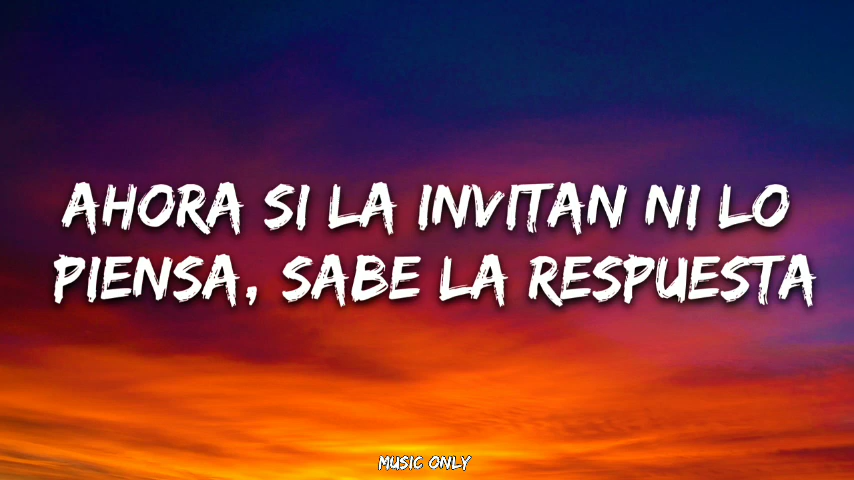 AHORA SI LA INVITAN NI LO
PIENSA, SABE LA RESPUESTA
MUSIC ONLY